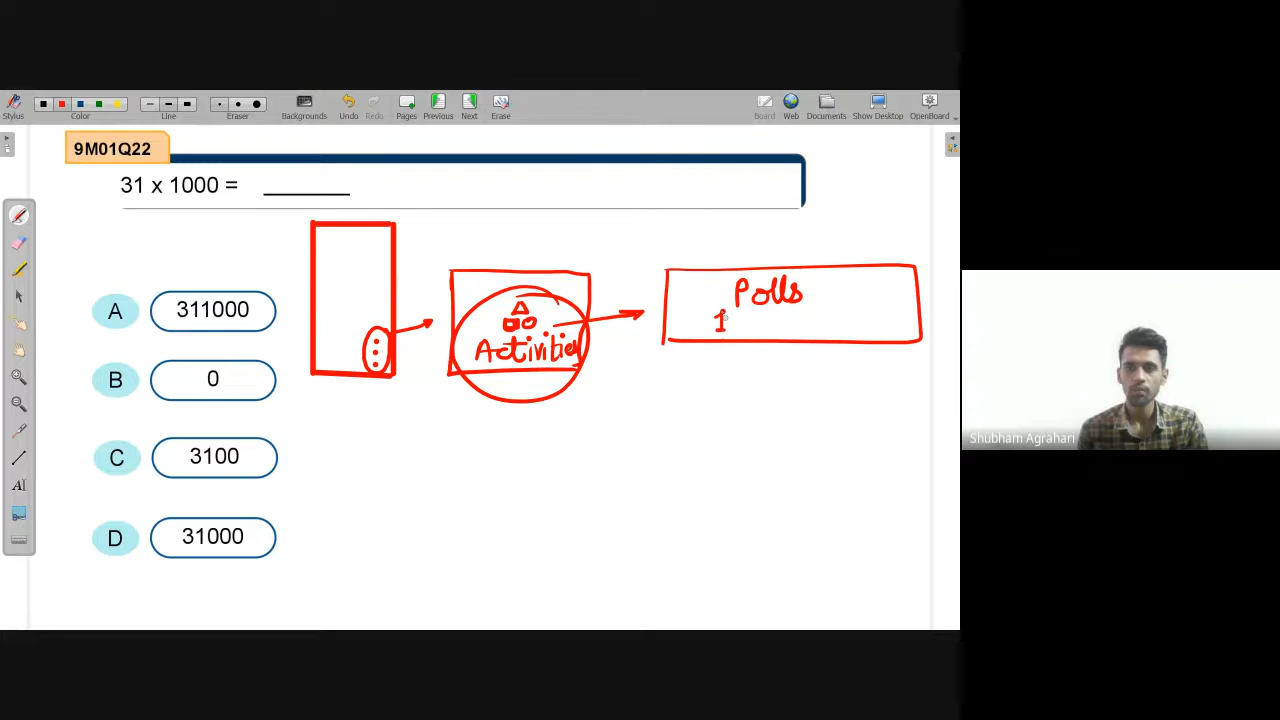 Stylus
Color
Line
Eraser
Backgrounds
Undo
Redo
Pages
Previous
Next
Erase
Board
Web
Documents
Show Desktop
OpenBoard
9M01Q22
31 x 1000 = _______
A 311000
B 0
C 3100
D 31000
Activities
Polls
1
Shubham Agrahari